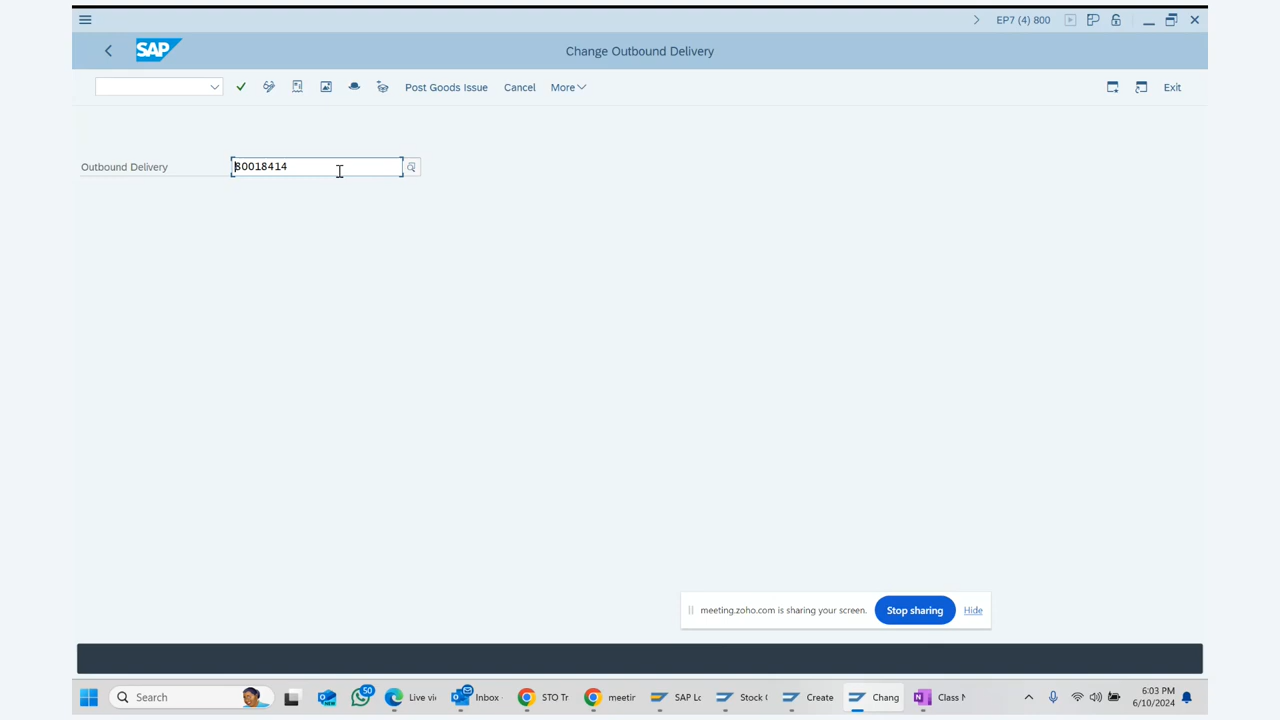 EP7 (4) 800
SAP
Change Outbound Delivery
Post Goods Issue Cancel More Exit
Outbound Delivery 80018414
meeting.zoho.com is sharing your screen. Stop sharing Hide
Search 50 Live vi Inbox STO Tr meetir SAP Lo Stock Create Chang Class 6:03 PM
6/10/2024